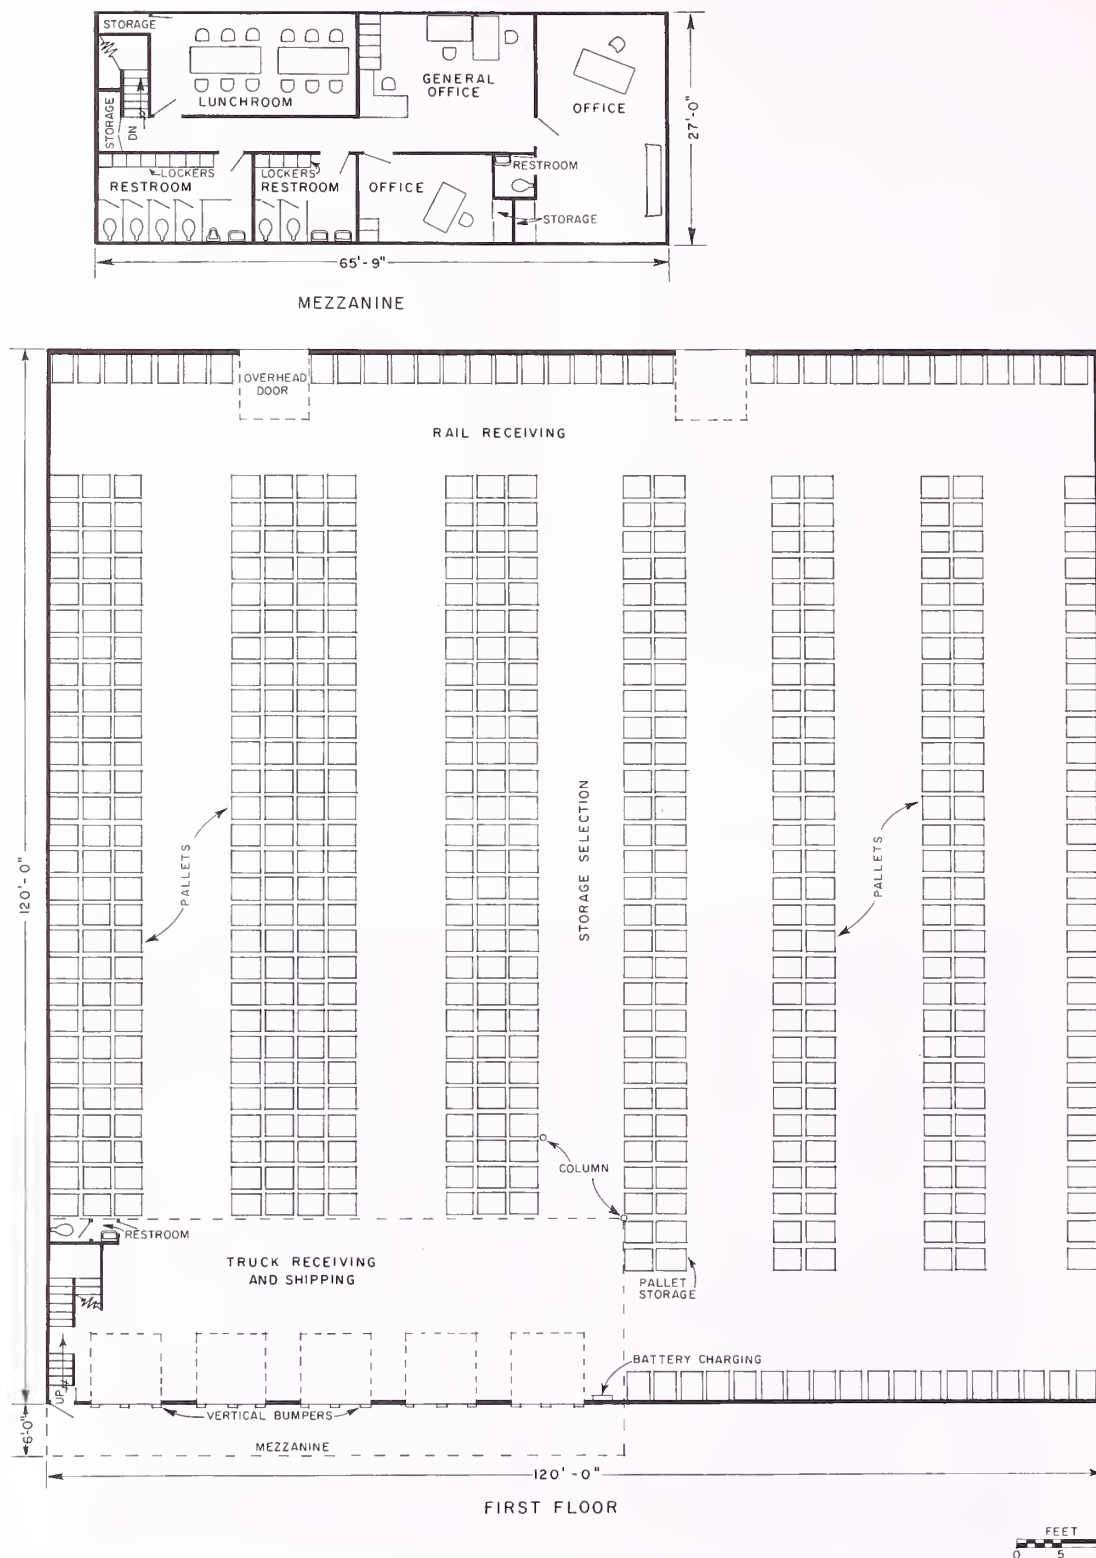 STORAGE
LUNCHROOM
GENERAL
OFFICE
OFFICE
27'-0"
STORAGE
DN
LOCKERS
RESTROOM
LOCKERS
RESTROOM
OFFICE
RESTROOM
STORAGE
65'-9"
MEZZANINE
OVERHEAD
DOOR
RAIL RECEIVING
120'-0"
PALLETS
STORAGE SELECTION
PALLETS
COLUMN
RESTROOM
TRUCK RECEIVING
AND SHIPPING
PALLET
STORAGE
BATTERY CHARGING
UP
VERTICAL BUMPERS
6'-0"
MEZZANINE
120'-0"
FIRST FLOOR
FEET
0 5